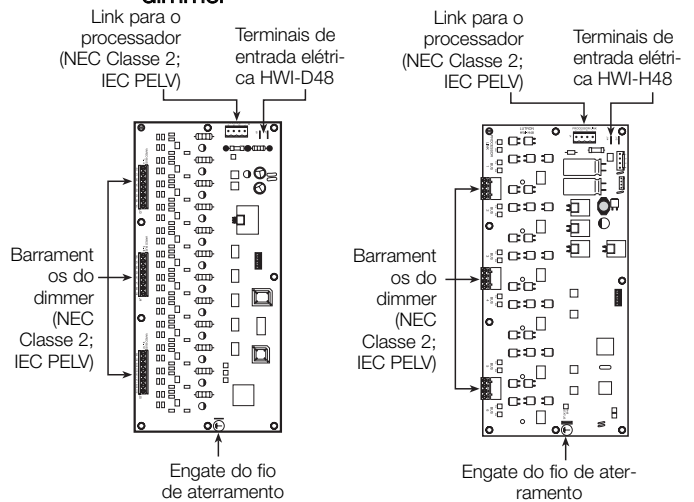 dimmer
Link para o
processador
(NEC Classe 2;
IEC PELV)
Terminais de
entrada elétri-
ca HWI-D48
Barrament
os do
dimmer
(NEC
Classe 2;
IEC PELV)
Engate do fio
de aterramento
Link para o
processador
(NEC Classe 2;
IEC PELV)
Terminais de
entrada elétri-
ca HWI-H48
Barrament
os do
dimmer
(NEC
Classe 2;
IEC PELV)
Engate do fio de ater-
ramento